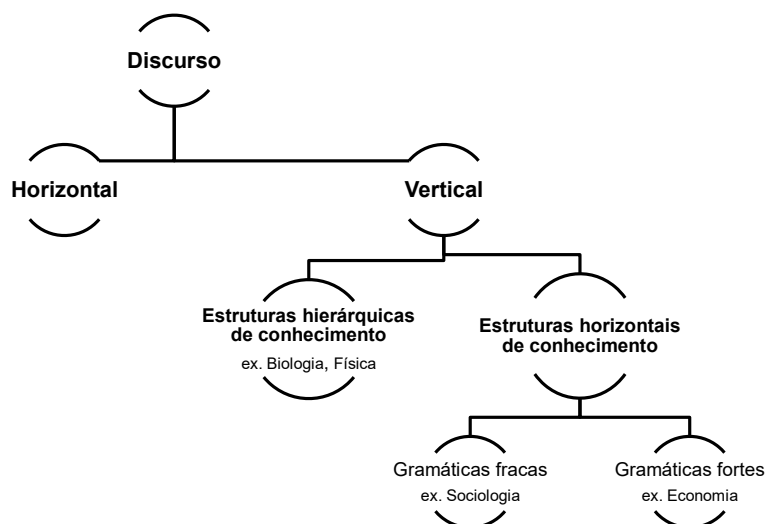 Discurso
Horizontal
Vertical
Estruturas hierárquicas
de conhecimento
ex. Biologia, Física
Estruturas horizontais
de conhecimento
Gramáticas fracas
ex. Sociologia
Gramáticas fortes
ex. Economia